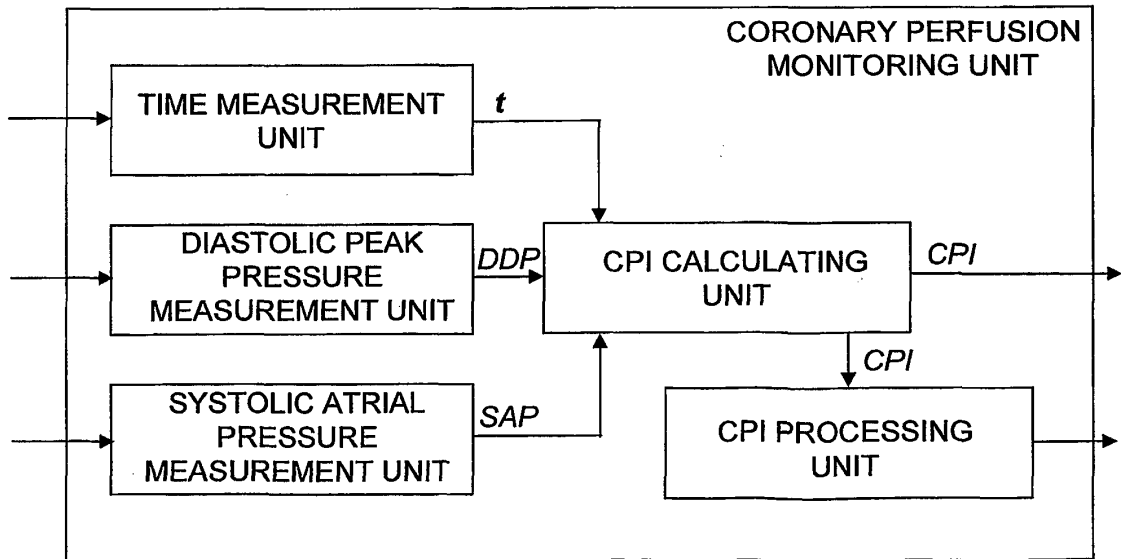 CORONARY PERFUSION
MONITORING UNIT
TIME MEASUREMENT
UNIT
t
DIASTOLIC PEAK
PRESSURE
MEASUREMENT UNIT
DDP
CPI CALCULATING
UNIT
CPI
CPI
SYSTOLIC ATRIAL
PRESSURE
MEASUREMENT UNIT
SAP
CPI PROCESSING
UNIT